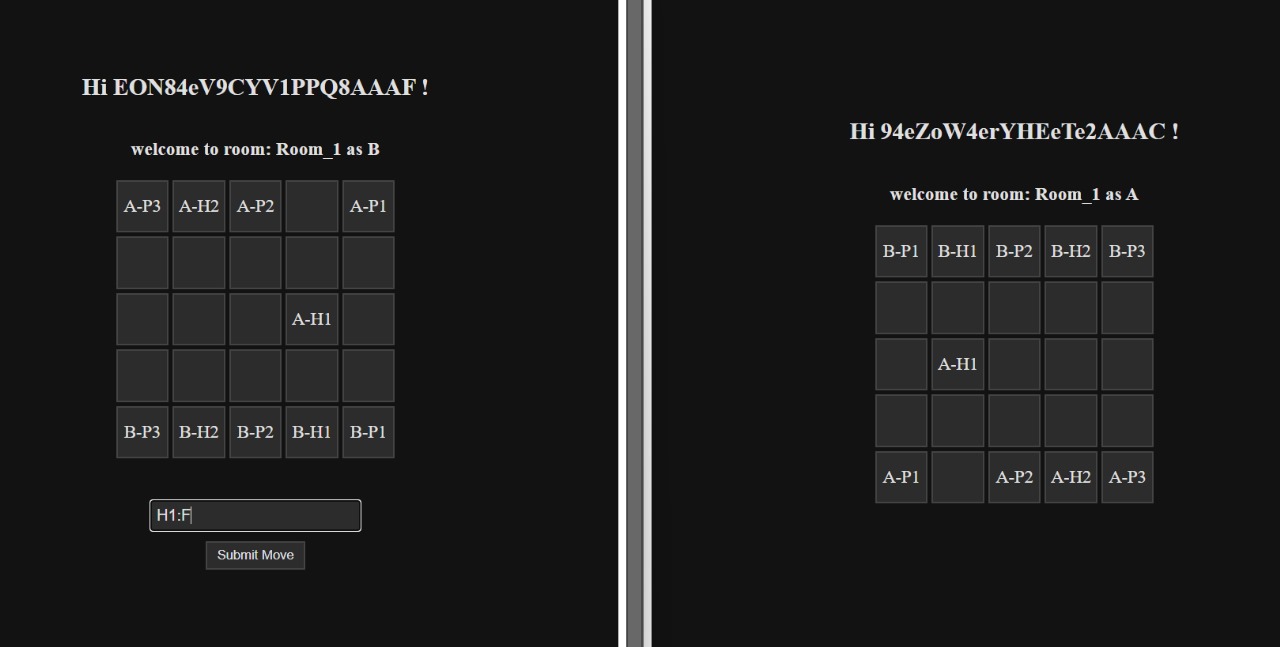 Hi EON84eV9CYV1PPQ8AAAF !
welcome to room: Room_1 as B
A-P3 A-H2 A-P2 A-P1
A-H1
B-P3 B-H2 B-P2 B-H1 B-P1
H1:F
Submit Move
Hi 94eZoW4erYHEeTe2AAAC !
welcome to room: Room_1 as A
B-P1 B-H1 B-P2 B-H2 B-P3
A-H1
A-P1 A-P2 A-H2 A-P3